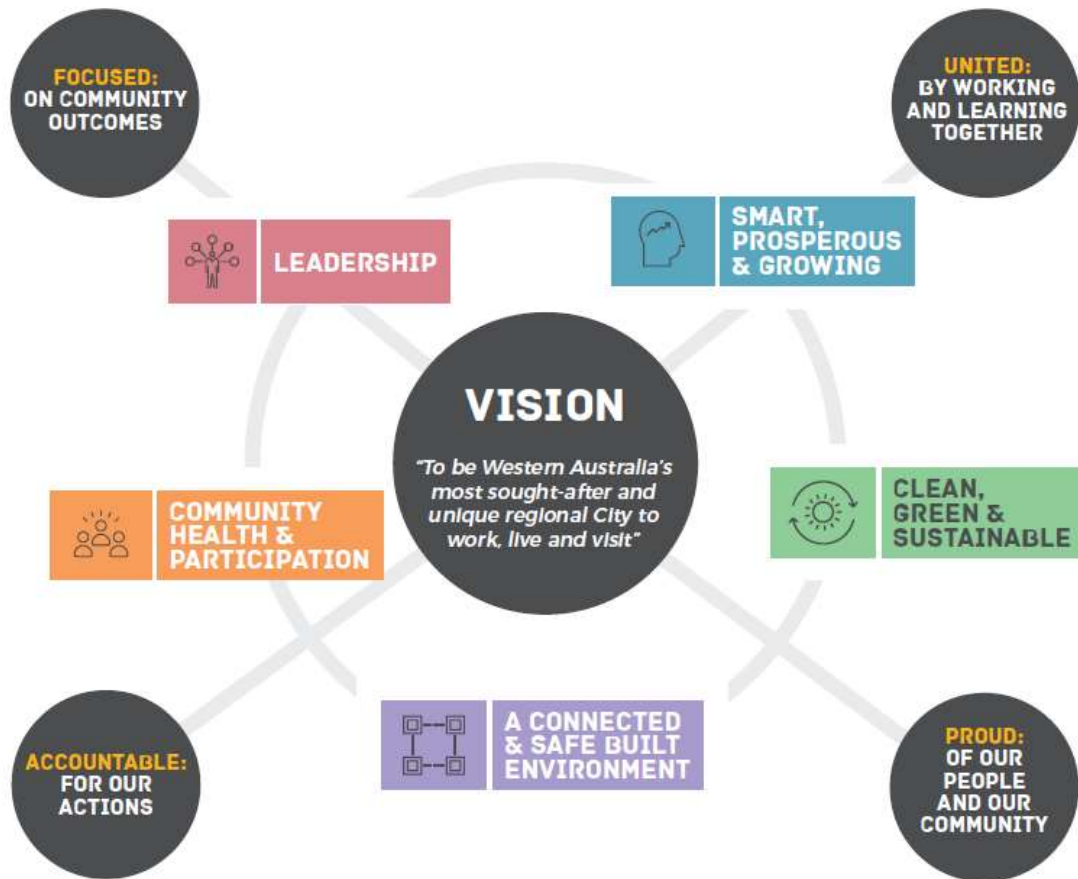 FOCUSED:
ON COMMUNITY
OUTCOMES
UNITED:
BY WORKING
AND LEARNING
TOGETHER
LEADERSHIP
SMART,
PROSPEROUS
& GROWING
VISION
"To be Western Australia's
most sought-after and
unique regional City to
work, live and visit"
COMMUNITY
HEALTH &
PARTICIPATION
CLEAN,
GREEN &
SUSTAINABLE
A CONNECTED
& SAFE BUILT
ENVIRONMENT
ACCOUNTABLE:
FOR OUR
ACTIONS
PROUD:
OF OUR
PEOPLE
AND OUR
COMMUNITY